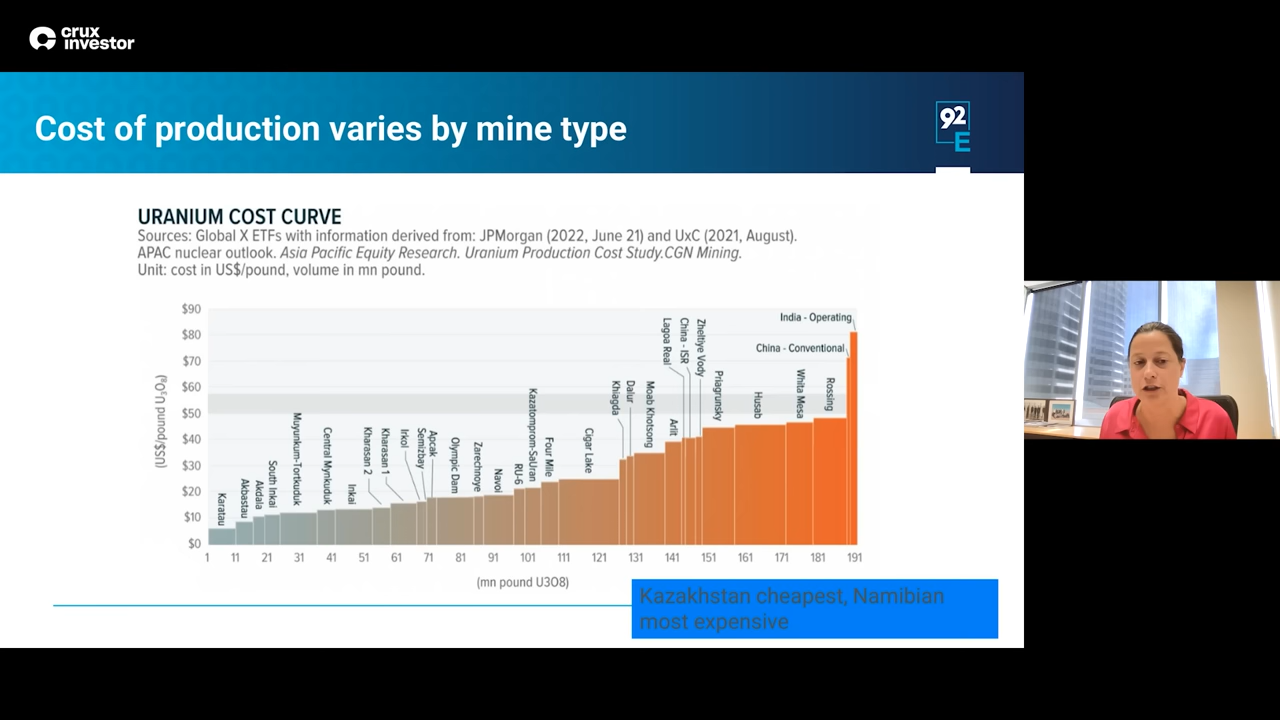 crux
investor
Cost of production varies by mine type
92
E
URANIUM COST CURVE
Sources: Global X ETFs with information derived from: JPMorgan (2022, June 21) and UxC (2021, August).
APAC nuclear outlook. Asia Pacific Equity Research. Uranium Production Cost Study.CGN Mining.
Unit: cost in US$/pound, volume in mn pound.
(US$/pound U₃O₈)
$90
$80
$70
$60
$50
$40
$30
$20
$10
$0
Karatau
Akbastau
Akdala
South Inkai
Muyunkum-Tortkuduk
Central Mynkuduk
Inkai
Kharasan 2
Kharasan 1
Irkol
Semizbay
Apcak
Olympic Dam
Zarechnoye
Navoi
RU-6
Kazatomprom-SaUran
Four Mile
Cigar Lake
Khiagda
Dalur
Moab Khotsong
Arlit
Lagoa Real
China - ISR
Zheltiye Vody
Priagrunsky
Husab
Whita Mesa
Rossing
China - Conventional
India - Operating
1 11 21 31 41 51 61 71 81 91 101 111 121 131 141 151 161 171 181 191
(mn pound U3O8)
Kazakhstan cheapest, Namibian
most expensive